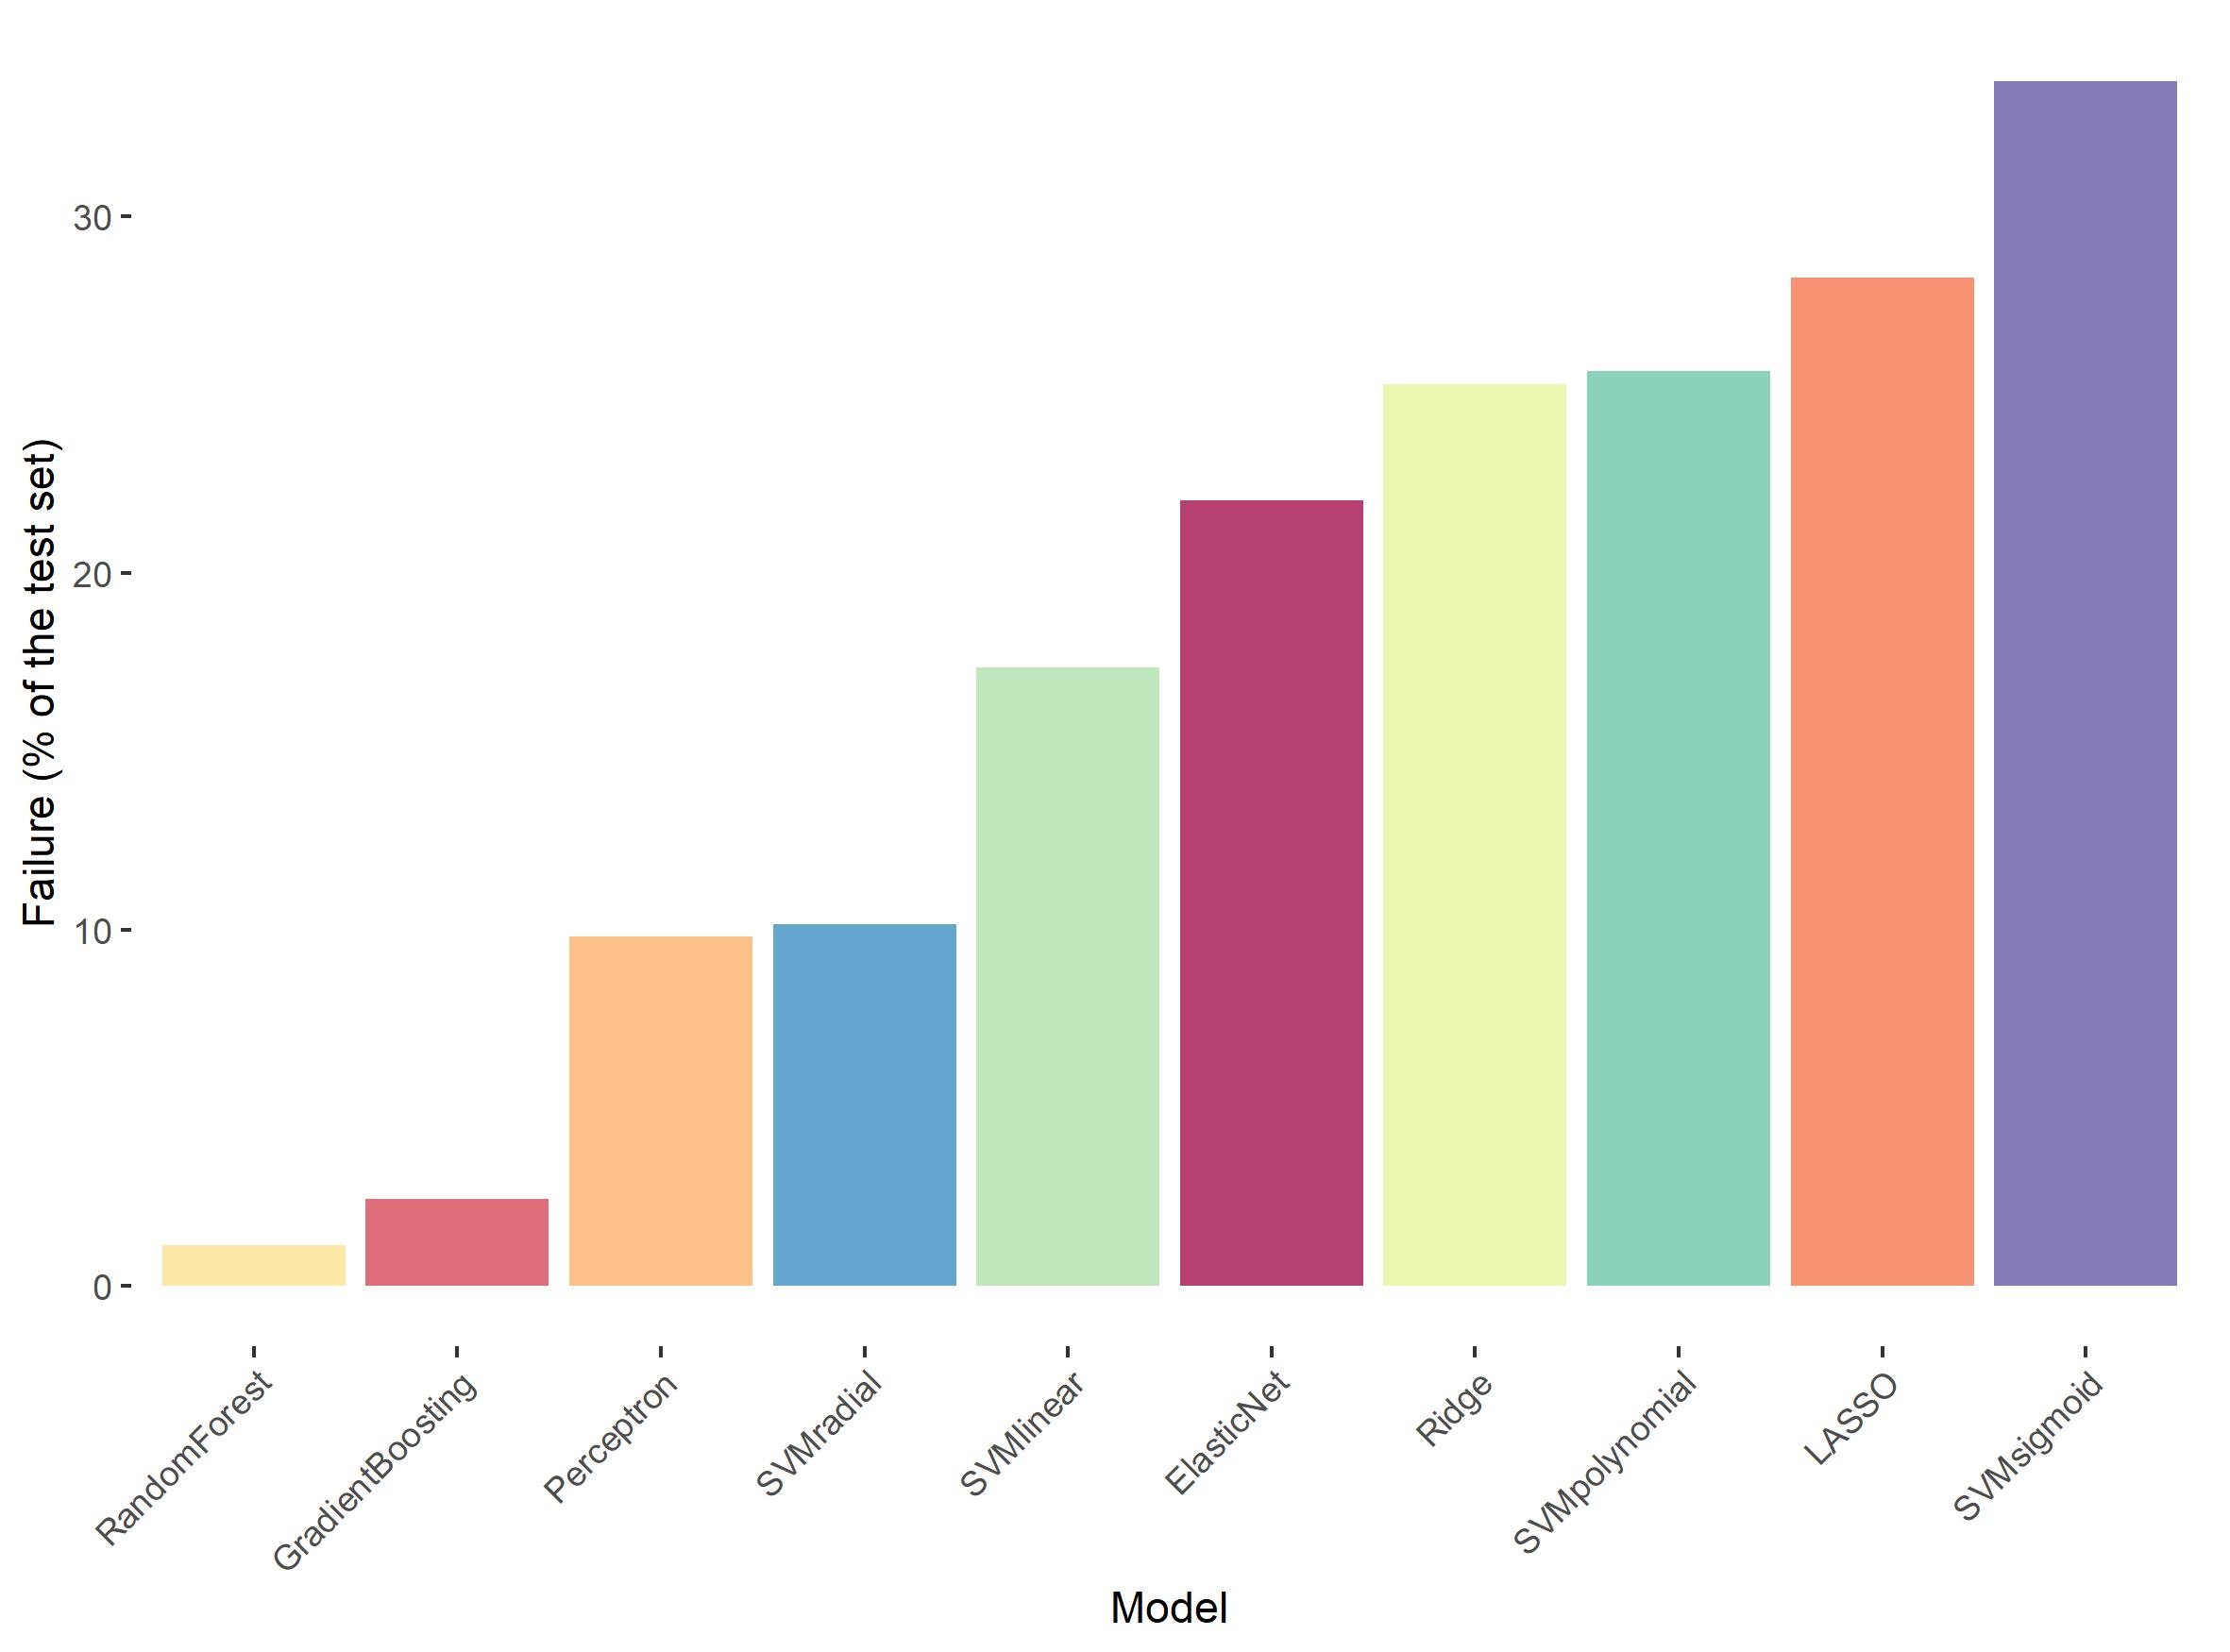 Failure (% of the test set)
30
20
10
0
RandomForest
GradientBoosting
Perceptron
SVMradial
SVMlinear
ElasticNet
Ridge
SVMpolynomial
LASSO
SVMsigmoid
Model